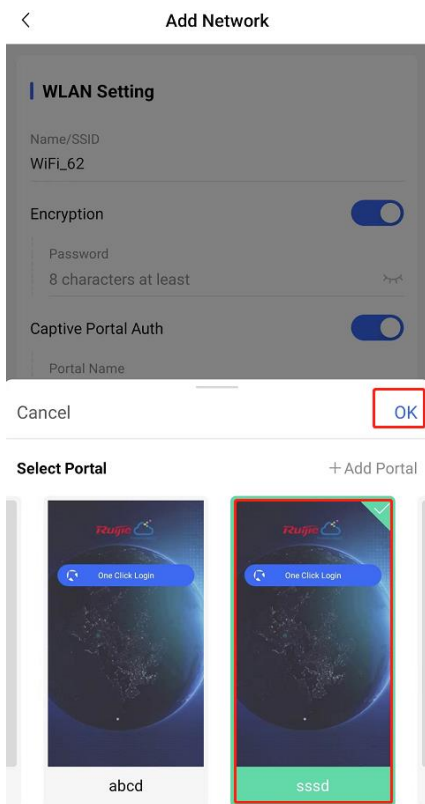 Add Network
WLAN Setting
Name/SSID
WiFi_62
Encryption
Password
8 characters at least
Captive Portal Auth
Portal Name
Cancel
OK
Select Portal
+ Add Portal
Ruijie
One Click Login
abcd
Ruijie
One Click Login
sssd